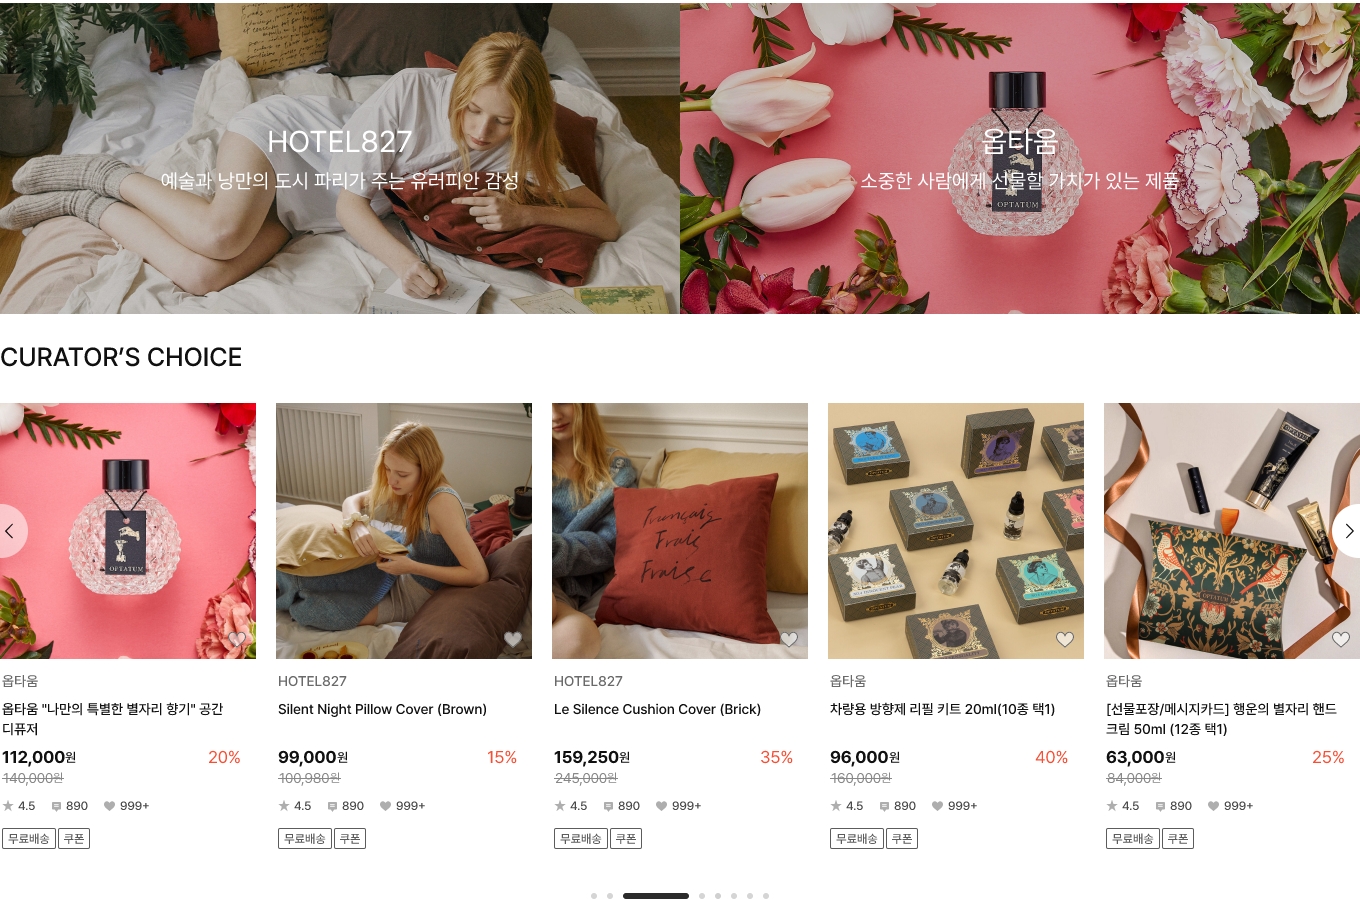 HOTEL827
예술과 낭만의 도시 파리가 주는 유러피안 감성
옵타움
소중한 사람에게 선물할 가치가 있는 제품
OPTATUM
CURATOR'S CHOICE
OPTATUM
Français
Frais
Fraise
OPTATUM
OPTATUM
옵타움
옵타움 "나만의 특별한 별자리 향기" 공간
디퓨저
112,000원 20%
140,000원
4.5 890 999+
무료배송 쿠폰
HOTEL827
Silent Night Pillow Cover (Brown)
99,000원 15%
100,980원
4.5 890 999+
무료배송 쿠폰
HOTEL827
Le Silence Cushion Cover (Brick)
159,250원 35%
245,000원
4.5 890 999+
무료배송 쿠폰
옵타움
차량용 방향제 리필 키트 20ml(10종 택1)
96,000원 40%
160,000원
4.5 890 999+
무료배송 쿠폰
옵타움
[선물포장/메시지카드] 행운의 별자리 핸드
크림 50ml (12종 택1)
63,000원 25%
84,000원
4.5 890 999+
무료배송 쿠폰